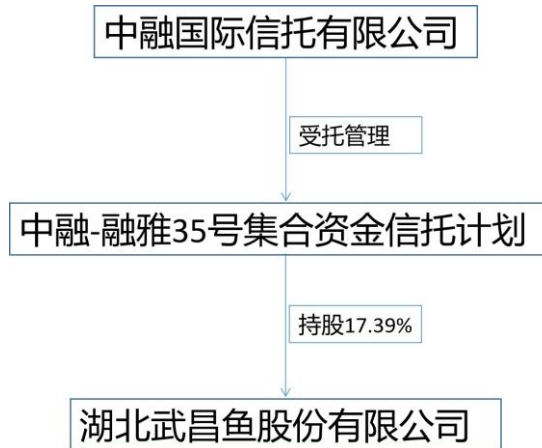 中融国际信托有限公司
受托管理
中融-融雅35号集合资金信托计划
持股17.39%
湖北武昌鱼股份有限公司